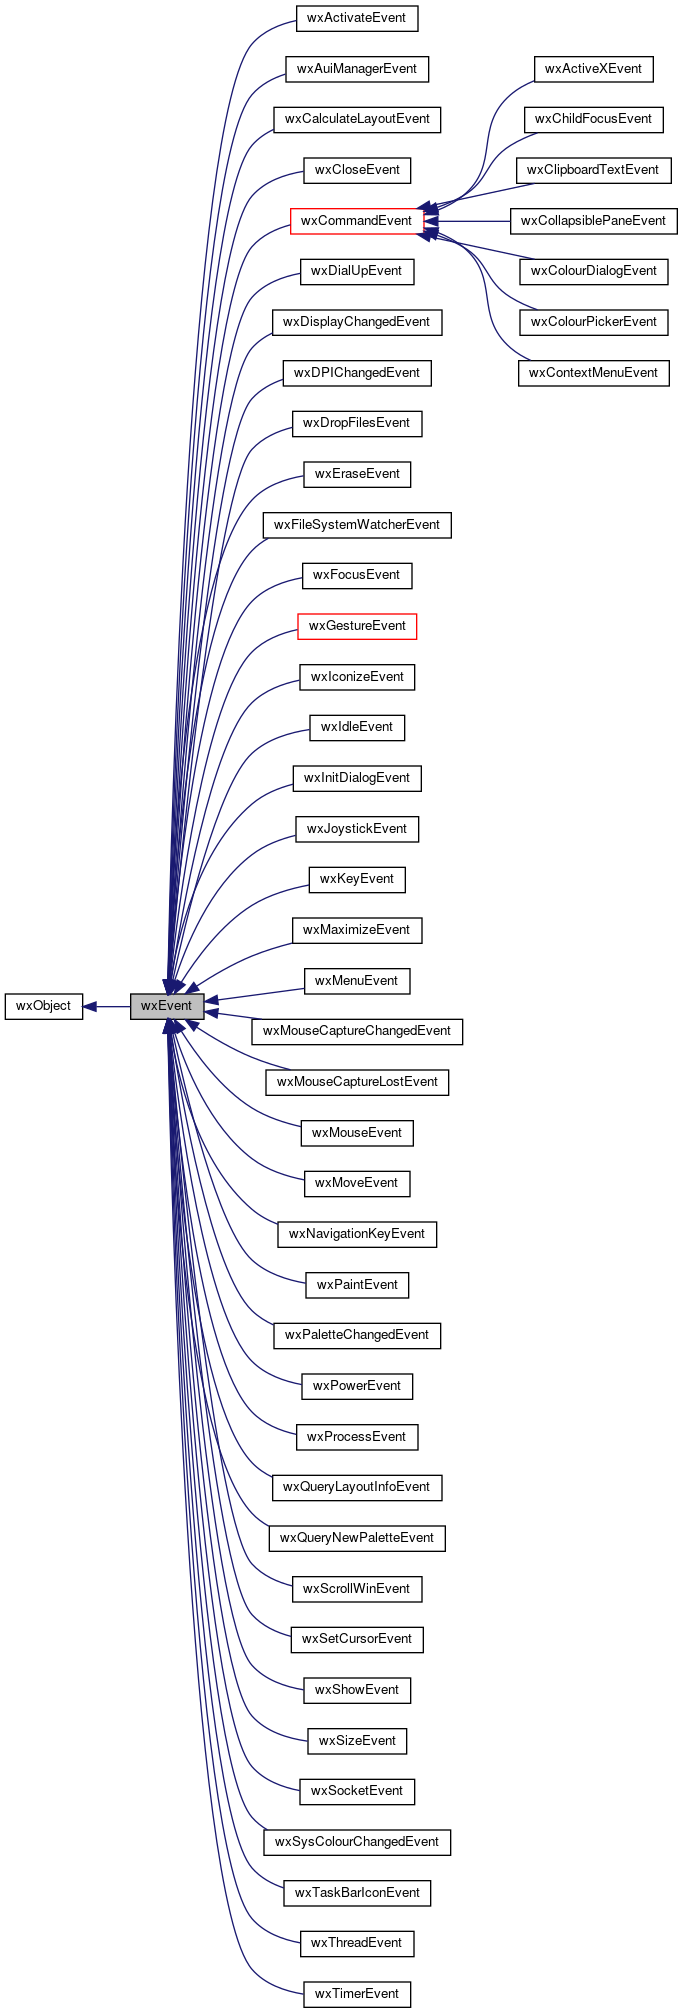 wxActivateEvent
wxAuiManagerEvent
wxActiveXEvent
wxCalculateLayoutEvent
wxChildFocusEvent
wxCloseEvent
wxClipboardTextEvent
wxCommandEvent
wxCollapsiblePaneEvent
wxDialUpEvent
wxColourDialogEvent
wxDisplayChangedEvent
wxColourPickerEvent
wxDPIChangedEvent
wxContextMenuEvent
wxDropFilesEvent
wxEraseEvent
wxFileSystemWatcherEvent
wxFocusEvent
wxGestureEvent
wxIconizeEvent
wxIdleEvent
wxInitDialogEvent
wxJoystickEvent
wxKeyEvent
wxMaximizeEvent
wxMenuEvent
wxObject
wxEvent
wxMouseCaptureChangedEvent
wxMouseCaptureLostEvent
wxMouseEvent
wxMoveEvent
wxNavigationKeyEvent
wxPaintEvent
wxPaletteChangedEvent
wxPowerEvent
wxProcessEvent
wxQueryLayoutInfoEvent
wxQueryNewPaletteEvent
wxScrollWinEvent
wxSetCursorEvent
wxShowEvent
wxSizeEvent
wxSocketEvent
wxSysColourChangedEvent
wxTaskBarIconEvent
wxThreadEvent
wxTimerEvent